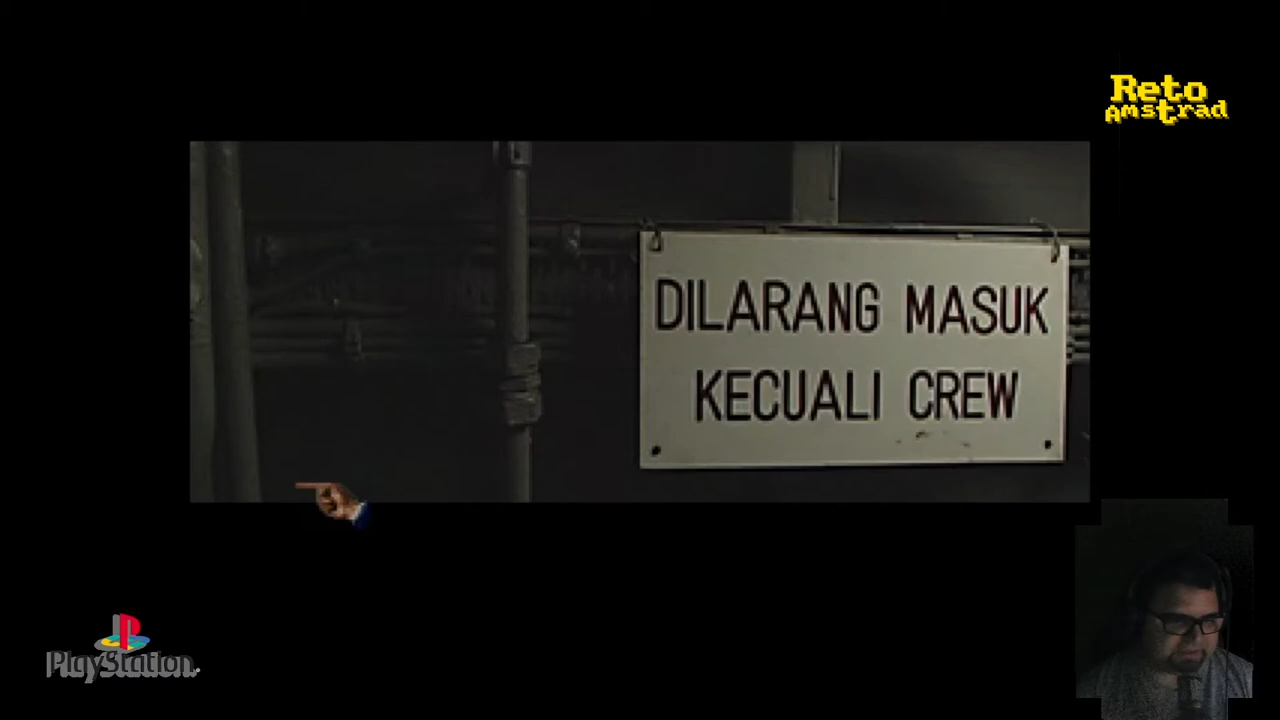 Reto
Amstrad
DILARANG MASUK
KECUALI CREW
PlayStation